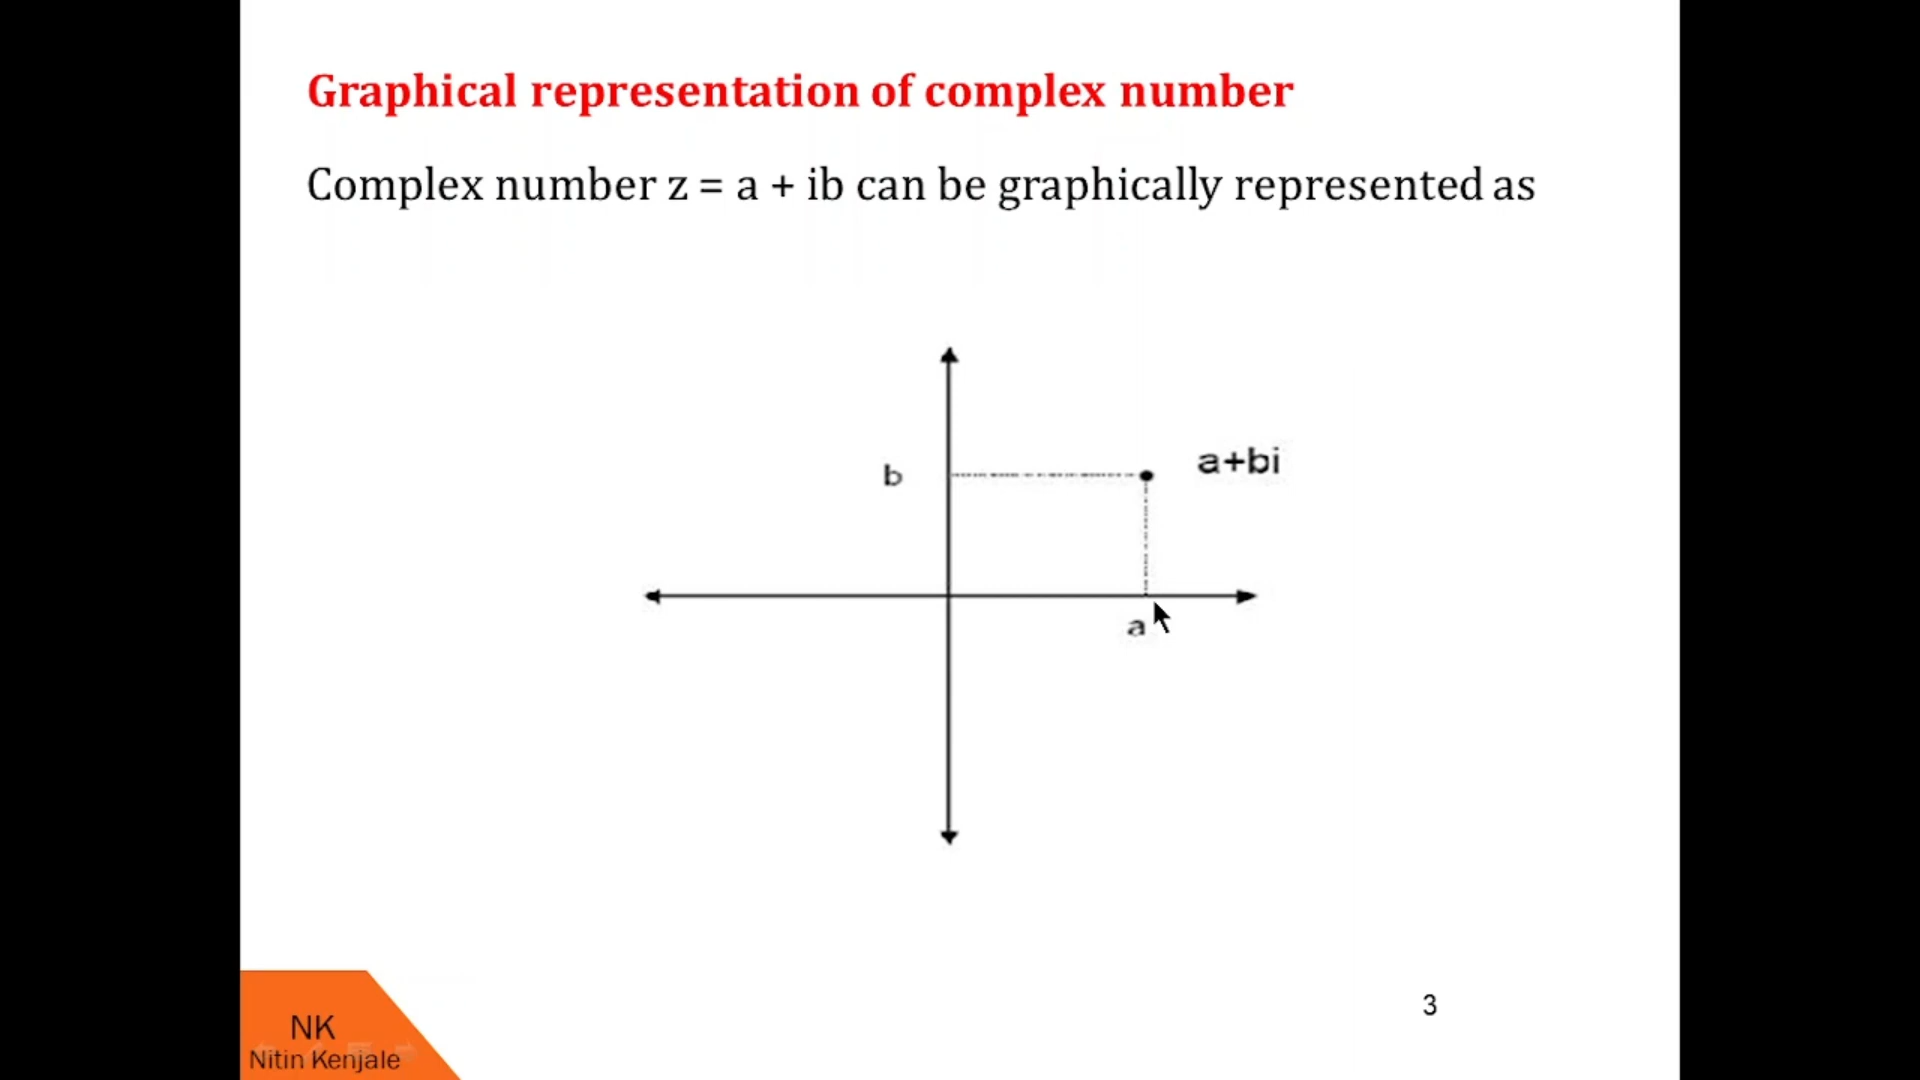 Graphical representation of complex number
Complex number z = a + ib can be graphically represented as
a+bi
b
a
3
NK
Nitin Kenjale